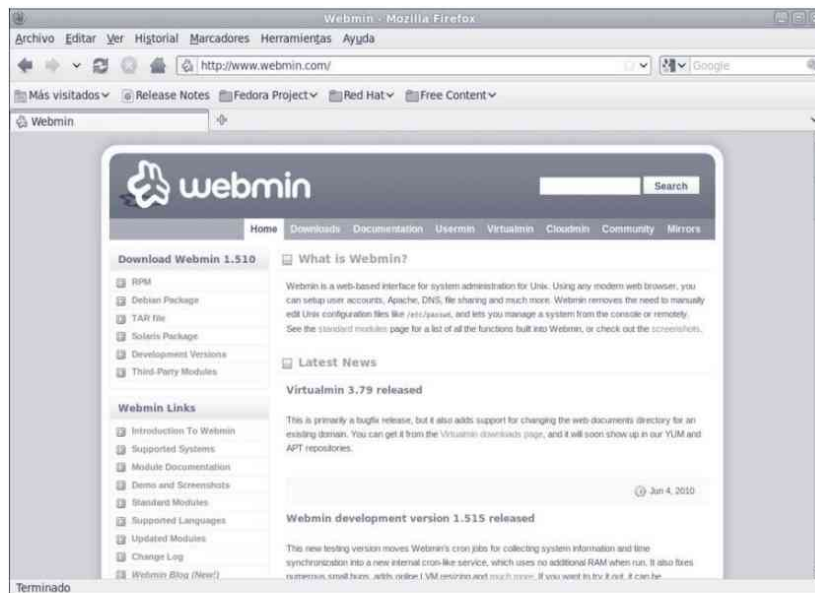 Webmin - Mozilla Firefox
Archivo Editar Ver Historial Marcadores Herramientas Ayuda
http://www.webmin.com/
Google
Más visitados Release Notes Fedora Project Red Hat Free Content
Webmin
webmin
Search
Home Downloads Documentation Usermin Virtualmin Cloudmin Community Mirrors
Download Webmin 1.510
RPM
Debian Package
TAR file
Solaris Package
Development Versions
Third-Party Modules
Webmin Links
Introduction To Webmin
Supported Systems
Module Documentation
Demo and Screenshots
Standard Modules
Supported Languages
Updated Modules
Change Log
Webmin Blog (New!)
What is Webmin?
Webmin is a web-based interface for system administration for Unix. Using any modern web browser, you
can setup user accounts, Apache, DNS, file sharing and much more. Webmin removes the need to manually
edit Unix configuration files like /etc/passwd, and lets you manage a system from the console or remotely.
See the standard modules page for a list of all the functions built into Webmin, or check out the screenshots.
Latest News
Virtualmin 3.79 released
This is primarily a bugfix release, but it also adds support for changing the web documents directory for an
existing domain. You can get it from the Virtualmin downloads page, and it will soon show up in our YUM and
APT repositories.
Jun 4, 2010
Webmin development version 1.515 released
This new testing version moves Webmin's cron jobs for collecting system information and time
synchronization into a new internal cron-like service, which uses no additional RAM when run. It also fixes
numerous small bugs, adds online LVM resizing and much more. If you want to try it out, it can be
Terminado